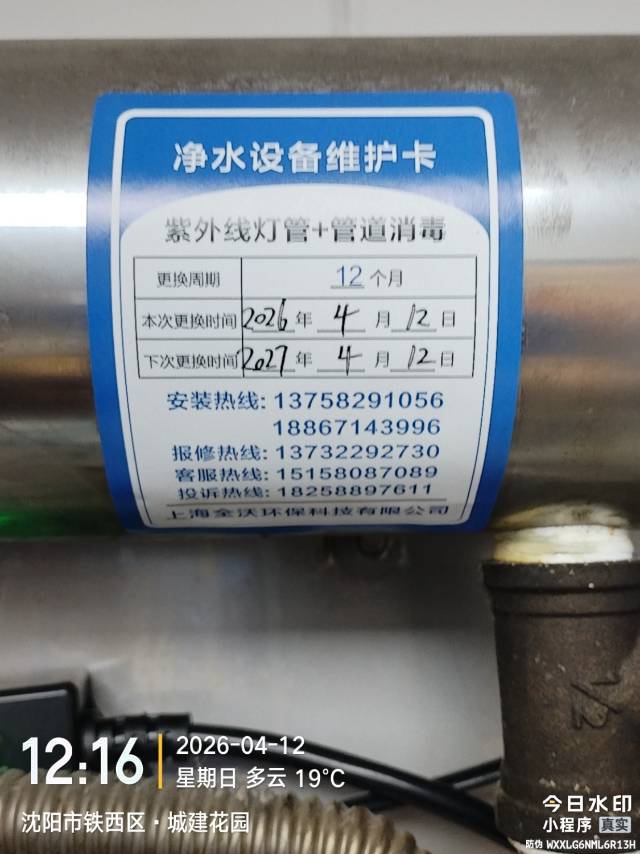 净水设备维护卡
紫外线灯管+管道消毒
更换周期 12个月
本次更换时间 2026年 4 月 12 日
下次更换时间 2027年 4 月 12 日
安装热线: 13758291056
18867143996
报修热线: 13732292730
客服热线: 15158087089
投诉热线: 18258897611
上海全沃环保科技有限公司
1/2
12:16
2026-04-12
星期日 多云 19°C
沈阳市铁西区·城建花园
今日水印
小程序 真实
防伪 WXXLG6NML6R13H